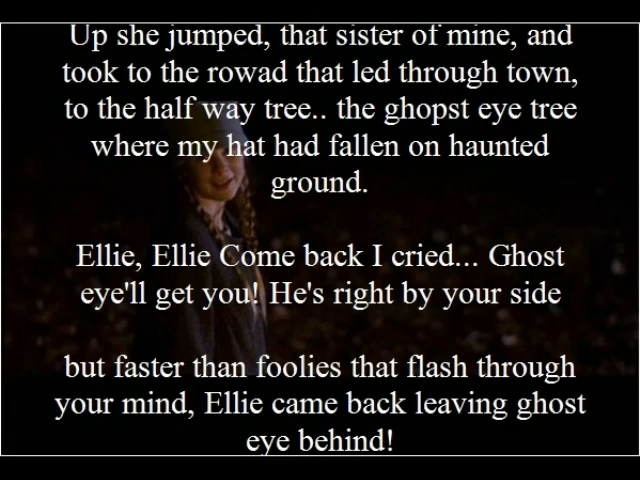 Up she jumped, that sister of mine, and
took to the rowad that led through town,
to the half way tree.. the ghopst eye tree
where my hat had fallen on haunted
ground.
Ellie, Ellie Come back I cried... Ghost
eye'll get you! He's right by your side
but faster than foolies that flash through
your mind, Ellie came back leaving ghost
eye behind!